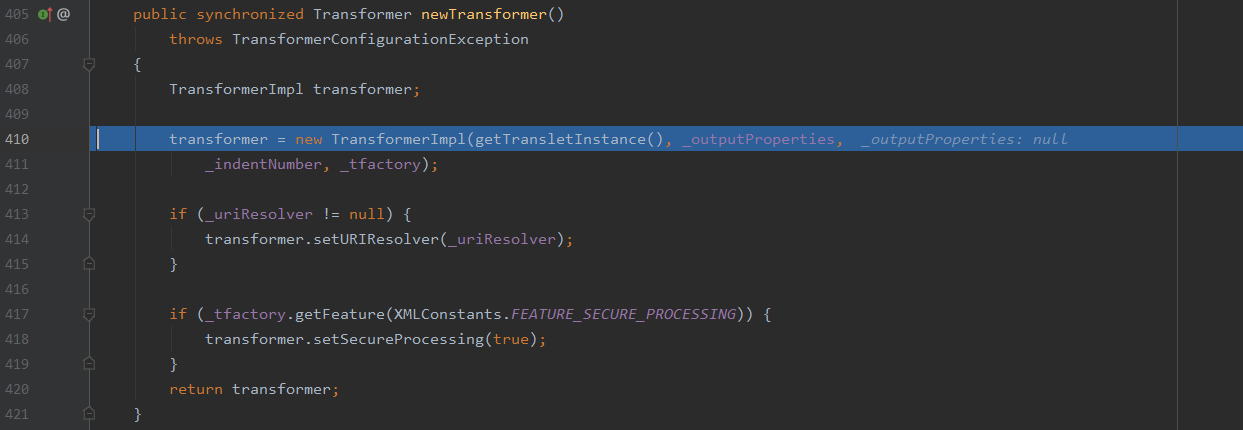 405 @ public synchronized Transformer newTransformer()
406 throws TransformerConfigurationException
407 {
408 TransformerImpl transformer;
409
410 transformer = new TransformerImpl(getTransletInstance(), _outputProperties, _outputProperties: null
411 _indentNumber, _tfactory);
412
413 if (_uriResolver != null) {
414 transformer.setURIResolver(_uriResolver);
415 }
416
417 if (_tfactory.getFeature(XMLConstants.FEATURE_SECURE_PROCESSING)) {
418 transformer.setSecureProcessing(true);
419 }
420 return transformer;
421 }